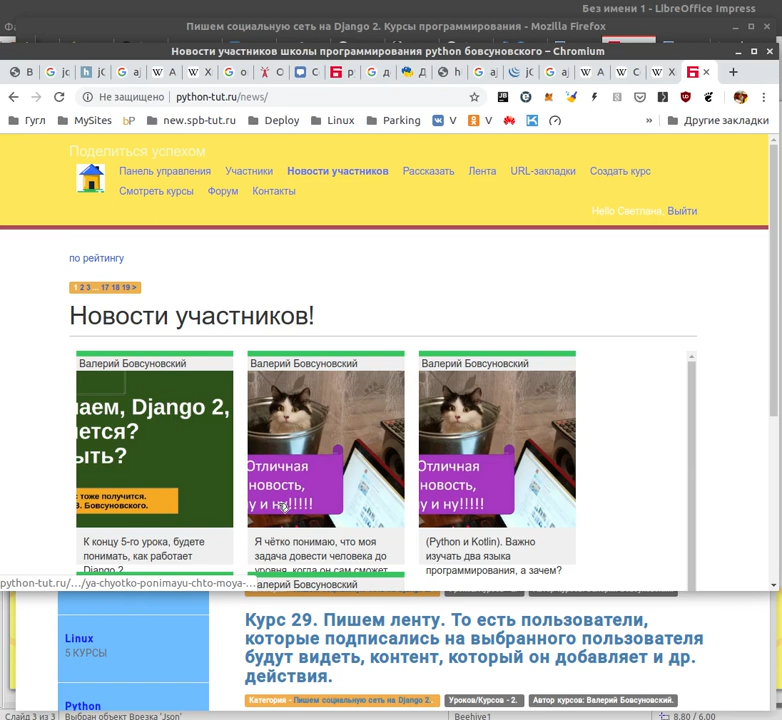 Без имени 1 - LibreOffice Impress
Пишем социальную сеть на Django 2. Курсы программирования - Mozilla Firefox
Новости участников школы программирования python бовсуновского – Chromium
Не защищено python-tut.ru/news/
Гугл MySites bP new.spb-tut.ru Deploy Linux Parking V V » Другие закладки
Поделиться успехом
Панель управления Участники Новости участников Рассказать Лента URL-закладки Создать курс
Смотреть курсы Форум Контакты
Hello Светлана, Выйти
по рейтингу
1 2 3 ... 17 18 19 >
Новости участников!
Валерий Бовсуновский
аем, Django 2,
ется?
ыть?
тоже получится.
В. Бовсуновского.
К концу 5-го урока, будете
понимать, как работает
Django 2
Валерий Бовсуновский
Отличная
новость,
у и ну!!!!!
Я чётко понимаю, что моя
задача довести человека до
уровня, когда он сам сможет
Валерий Бовсуновский
Отличная
новость,
у и ну!!!!!
(Python и Kotlin). Важно
изучать два языка
программирования, а зачем?
алерий Бовсуновский
python-tut.ru/.../ya-chyotko-ponimayu-chto-moya-...
Linux
5 КУРСЫ
Python
Курс 29. Пишем ленту. То есть пользователи,
которые подписались на выбранного пользователя
будут видеть, контент, который он добавляет и др.
действия.
Категория - Пишем социальную сеть на Django 2. Уроков/Курсов - 2. Автор курсов: Валерий Бовсуновский.
Слайд 3 из 3 Выбран объект Врезка 'Json' Beehive1 8.80 / 6.00